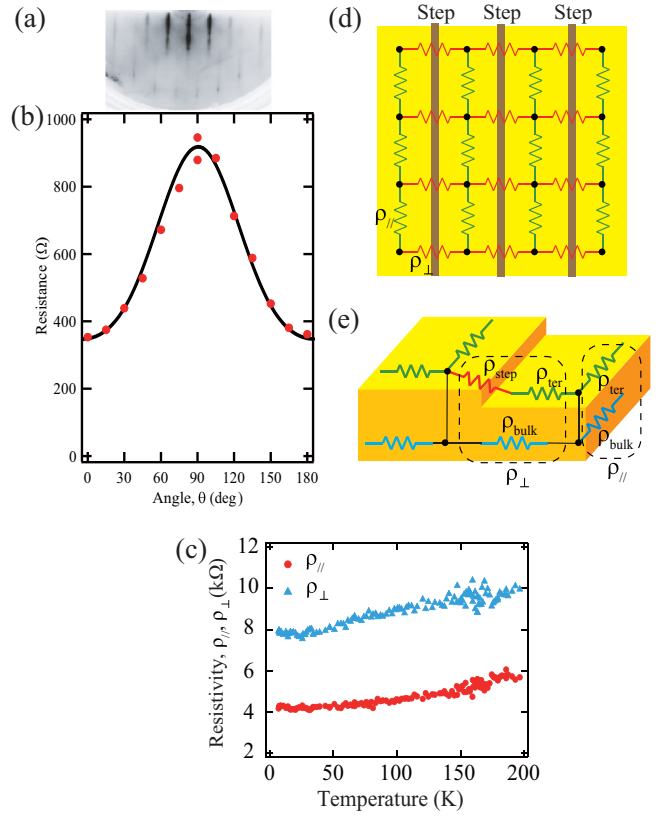 (a)
(b)
1000
800
600
400
200
0
Resistance (Ω)
0 30 60 90 120 150 180
Angle, θ (deg)
(d)
Step Step Step
ρ//
ρ⊥
(e)
ρstep
ρter
ρter
ρbulk
ρbulk
ρ⊥
ρ//
(c)
ρ//
ρ⊥
12
10
8
6
4
2
Resistivity, ρ//, ρ⊥(kΩ)
0 50 100 150 200
Temperature (K)